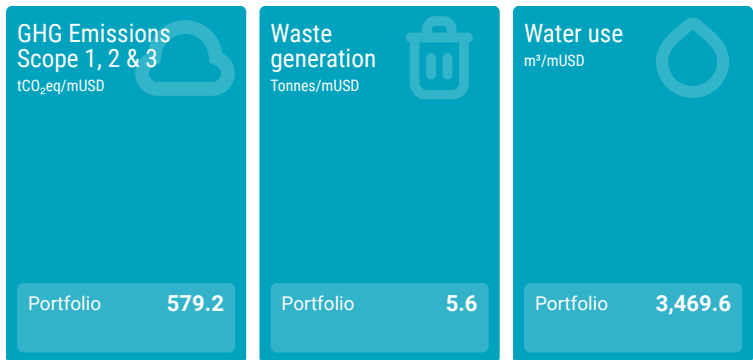 GHG Emissions
Scope 1, 2 & 3
tCO₂eq/mUSD
Portfolio 579.2
Waste
generation
Tonnes/mUSD
Portfolio 5.6
Water use
m³/mUSD
Portfolio 3,469.6